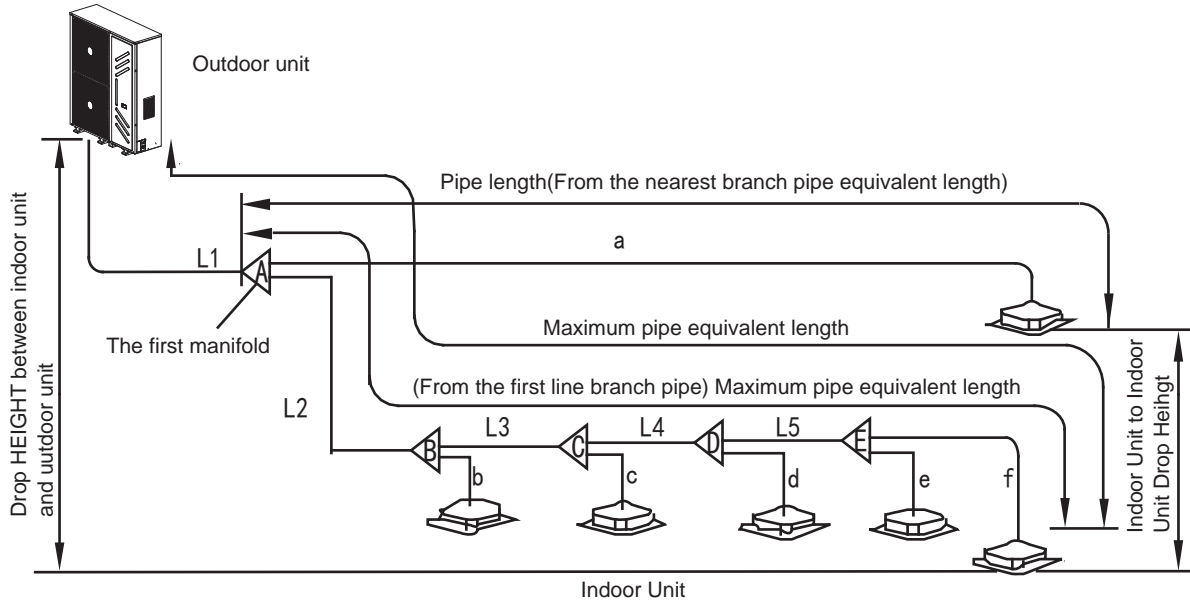 Outdoor unit
Pipe length(From the nearest branch pipe equivalent length)
a
L1
A
The first manifold
Maximum pipe equivalent length
(From the first line branch pipe) Maximum pipe equivalent length
L2
L3
L4
L5
B
C
D
E
b
c
d
e
f
Drop HEIGHT between indoor unit
and uutdoor unit
Indoor Unit to Indoor
Unit Drop Heihgt
Indoor Unit